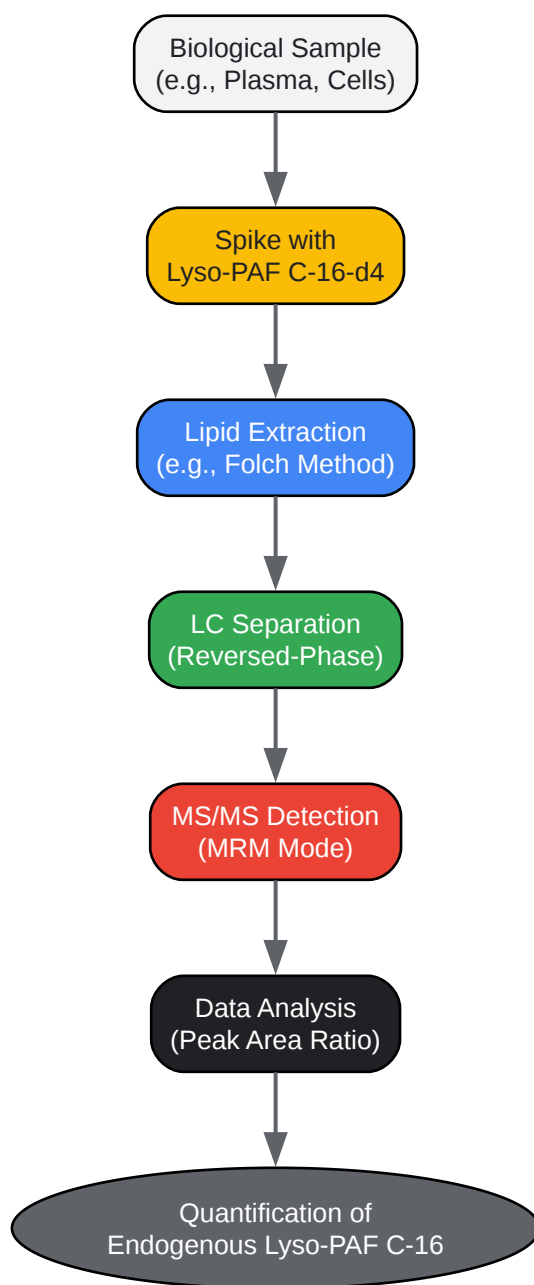 Biological Sample
(e.g., Plasma, Cells)
Spike with
Lyso-PAF C-16-d4
Lipid Extraction
(e.g., Folch Method)
LC Separation
(Reversed-Phase)
MS/MS Detection
(MRM Mode)
Data Analysis
(Peak Area Ratio)
Quantification of
Endogenous Lyso-PAF C-16